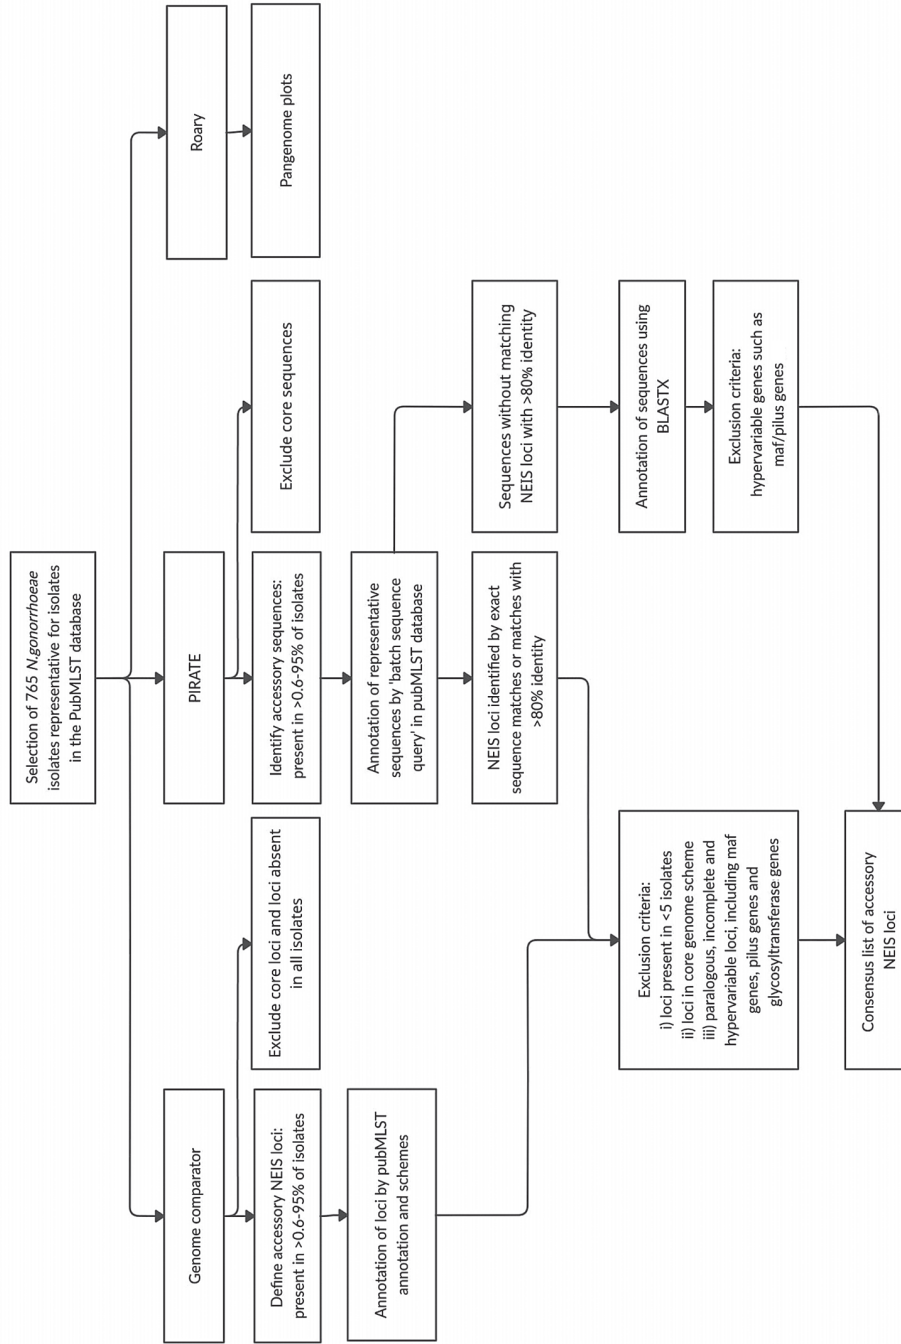 Selection of 765 N.gonorrhoeae
isolates representative for isolates
in the PubMLST database
Genome comparator
PIRATE
Roary
Define accessory NEIS loci:
present in >0.6-95% of isolates
Exclude core loci and loci absent
in all isolates
Identify accessory sequences:
present in >0.6-95% of isolates
Exclude core sequences
Pangenome plots
Annotation of loci by pubMLST
annotation and schemes
Annotation of representative
sequences by 'batch sequence
query' in pubMLST database
NEIS loci identified by exact
sequence matches or matches with
>80% identity
Sequences without matching
NEIS loci with >80% identity
Exclusion criteria:
i) loci present in <5 isolates
ii) loci in core genome scheme
iii) paralogous, incomplete and
hypervariable loci, including maf
genes, pilus genes and
glycosyltransferase genes
Annotation of sequences using
BLASTX
Exclusion criteria:
hypervariable genes such as
maf/pilus genes
Consensus list of accessory
NEIS loci